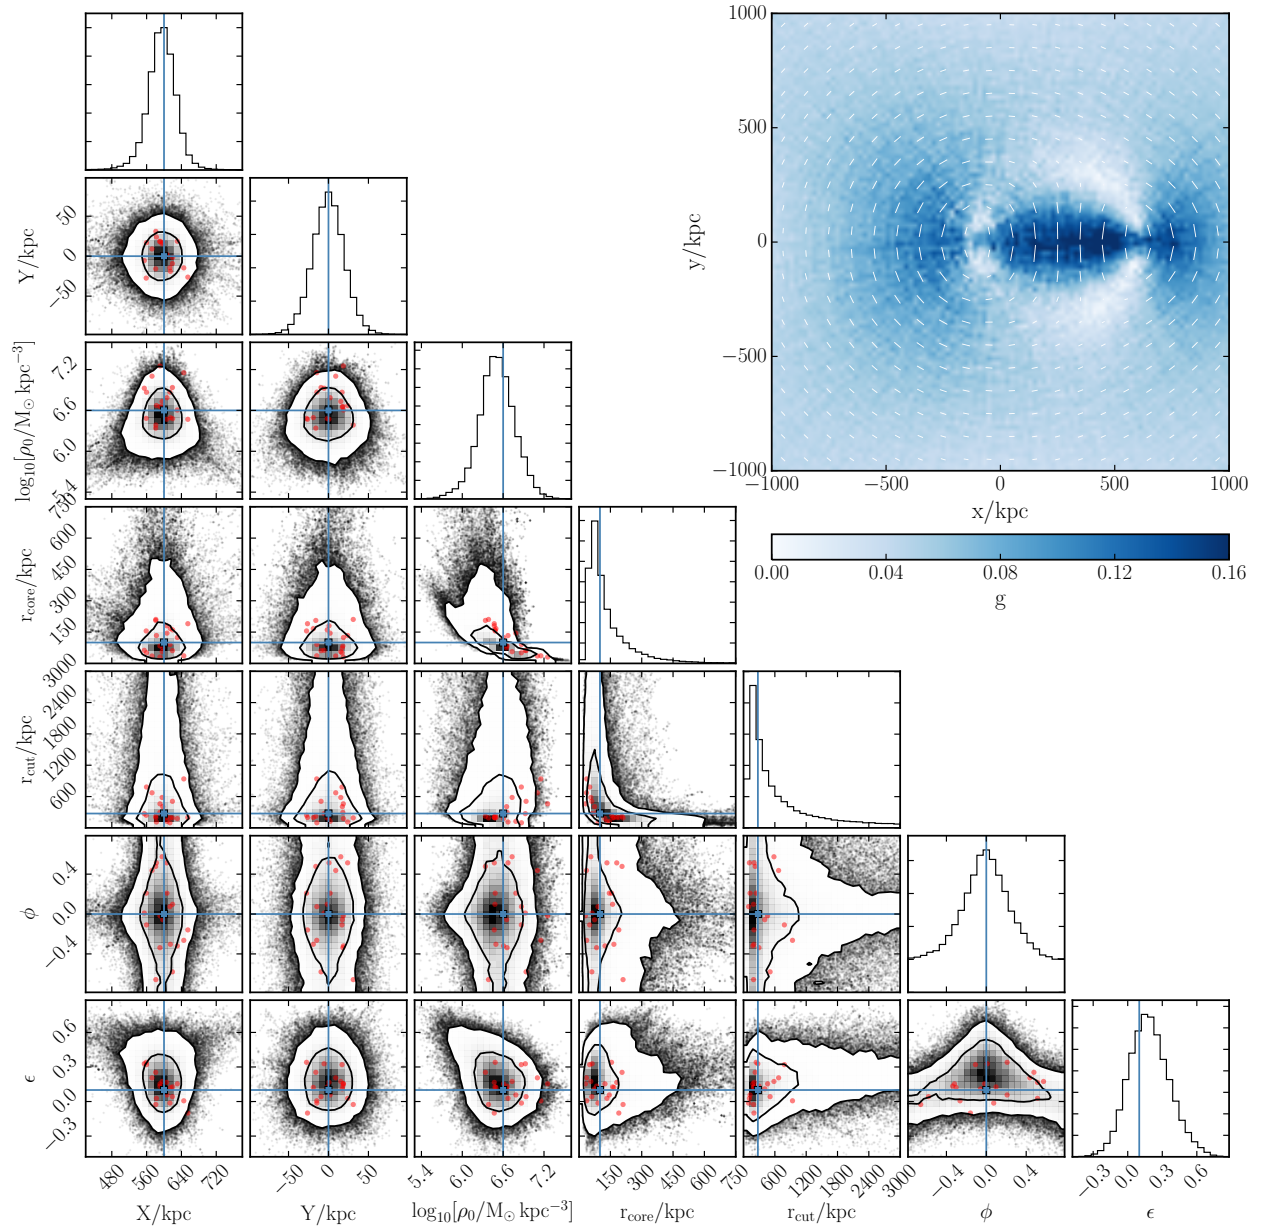 1000
500
0
−500
−1000
y/kpc
−1000 −500 0 500 1000
x/kpc
0.00 0.04 0.08 0.12 0.16
g
50
0
−50
Y/kpc
7.2
6.6
6.0
5.4
log₁₀[ρ₀/M☉ kpc⁻³]
750
600
450
300
150
r_core/kpc
3000
2400
1800
1200
600
r_cut/kpc
0.4
0.0
−0.4
ϕ
0.6
0.3
0.0
−0.3
ϵ
480 560 640 720
−50 0 50
5.4 6.0 6.6 7.2
150 300 450 600 750
600 1200 1800 2400 3000
−0.4 0.0 0.4
−0.3 0.0 0.3 0.6
X/kpc
Y/kpc
log₁₀[ρ₀/M☉ kpc⁻³]
r_core/kpc
r_cut/kpc
ϕ
ϵ